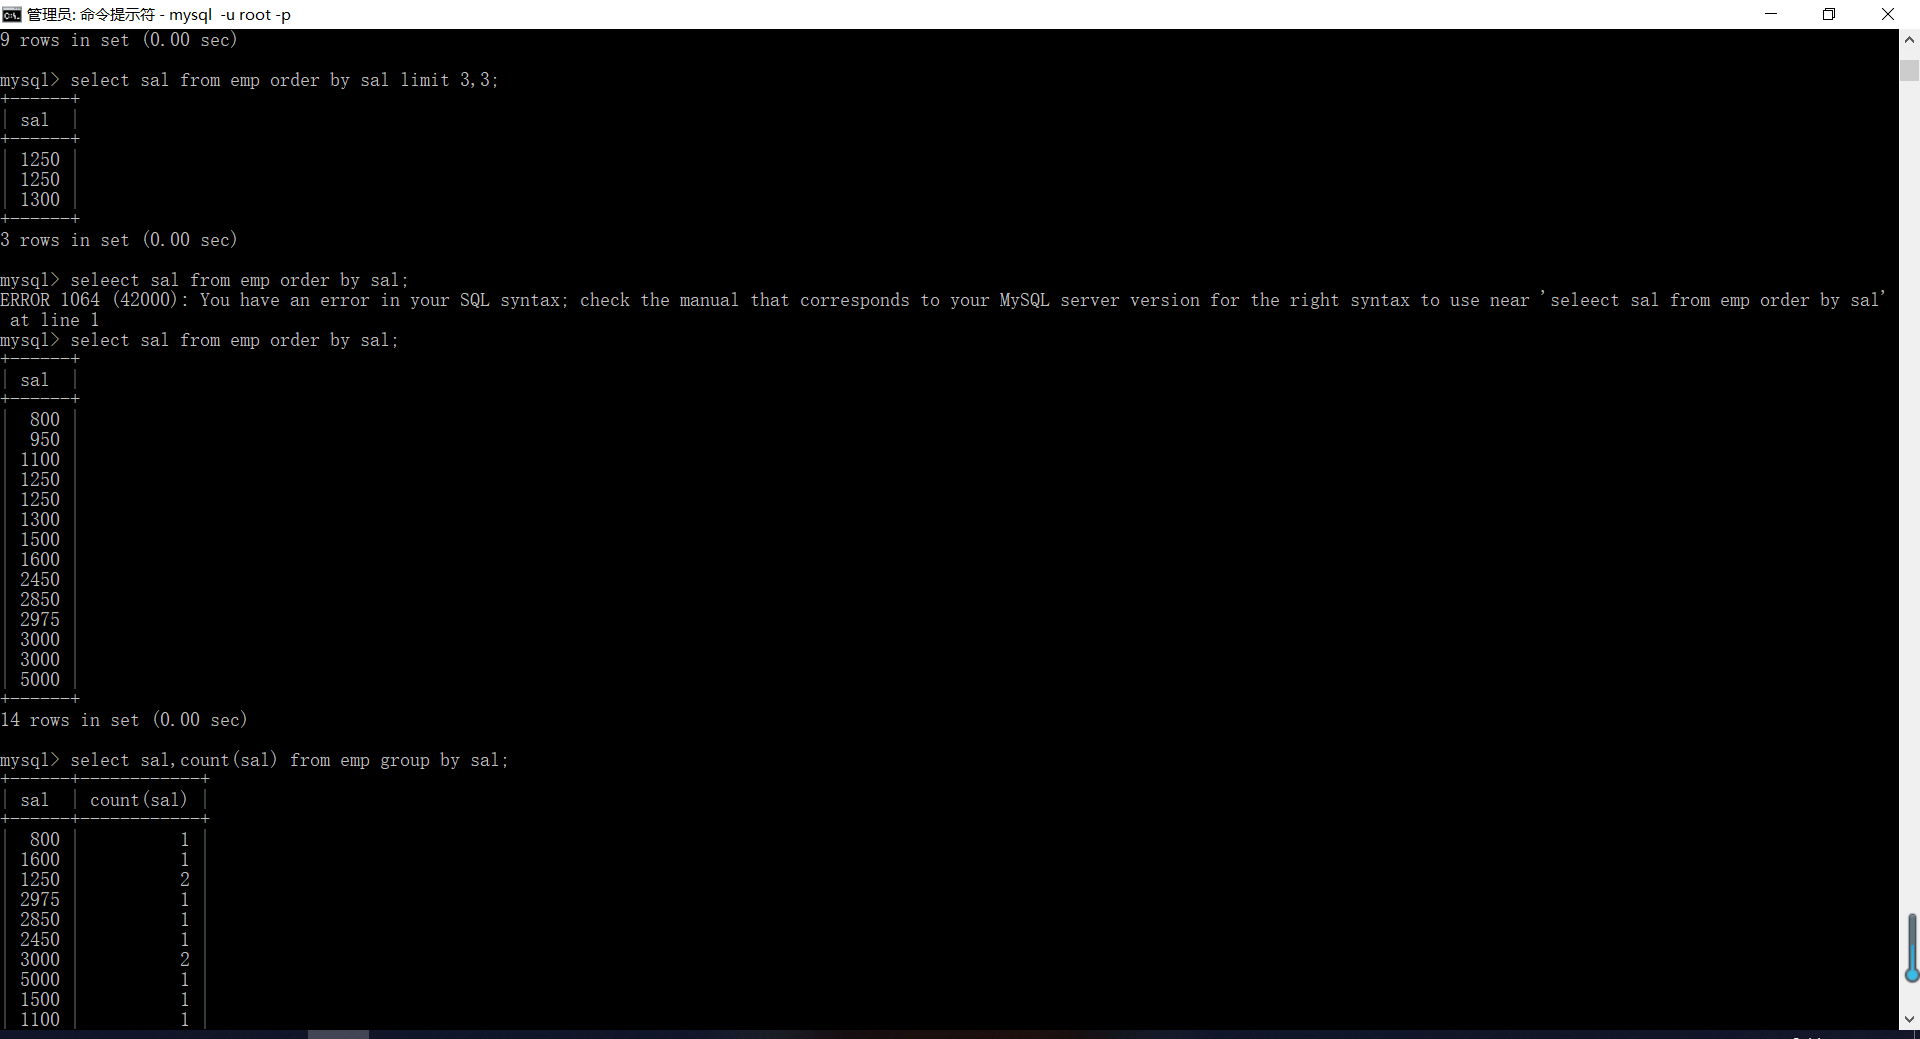 管理员: 命令提示符 - mysql  -u root -p
9 rows in set (0.00 sec)

mysql> select sal from emp order by sal limit 3,3;
+------+
| sal  |
+------+
| 1250 |
| 1250 |
| 1300 |
+------+
3 rows in set (0.00 sec)

mysql> seleect sal from emp order by sal;
ERROR 1064 (42000): You have an error in your SQL syntax; check the manual that corresponds to your MySQL server version for the right syntax to use near 'seleect sal from emp order by sal'
 at line 1
mysql> select sal from emp order by sal;
+------+
| sal  |
+------+
|  800 |
|  950 |
| 1100 |
| 1250 |
| 1250 |
| 1300 |
| 1500 |
| 1600 |
| 2450 |
| 2850 |
| 2975 |
| 3000 |
| 3000 |
| 5000 |
+------+
14 rows in set (0.00 sec)

mysql> select sal,count(sal) from emp group by sal;
+------+------------+
| sal  | count(sal) |
+------+------------+
|  800 |          1 |
| 1600 |          1 |
| 1250 |          2 |
| 2975 |          1 |
| 2850 |          1 |
| 2450 |          1 |
| 3000 |          2 |
| 5000 |          1 |
| 1500 |          1 |
| 1100 |          1 |